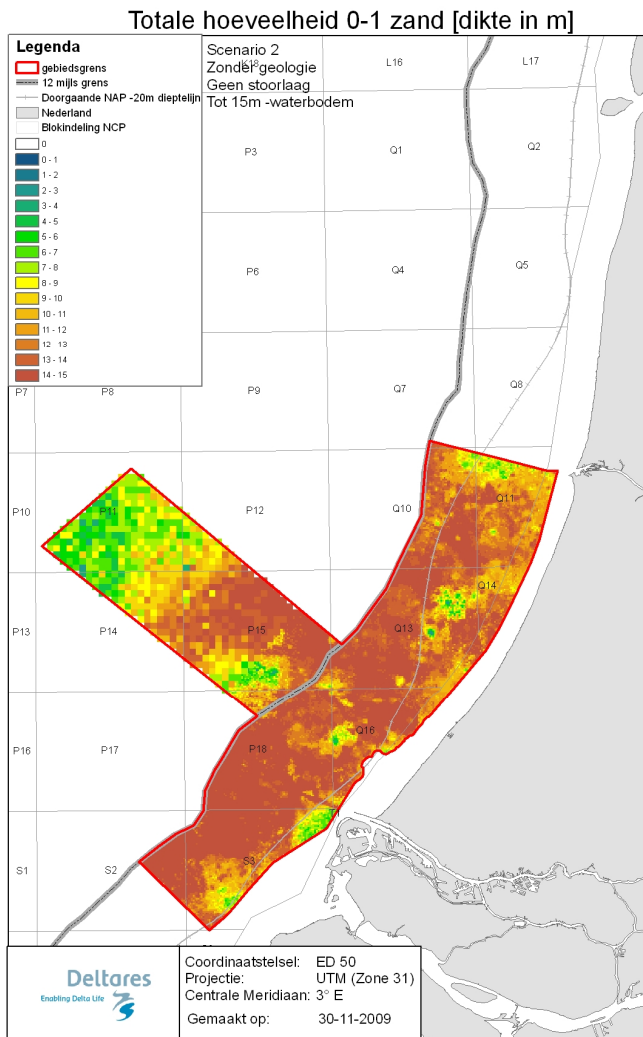 Totale hoeveelheid 0-1 zand [dikte in m]
Legenda
gebiedsgrens
12 mijls grens
Doorgaande NAP -20m dieptelijn
Nederland
Blokindeling NCP
0
0 - 1
1 - 2
2 - 3
3 - 4
4 - 5
5 - 6
6 - 7
7 - 8
8 - 9
9 - 10
10 - 11
11 - 12
12 - 13
13 - 14
14 - 15
Scenario 2
Zonder geologie
Geen stoorlaag
Tot 15m -waterbodem
K18 L16 L17
P3 Q1 Q2
P6 Q4 Q5
P7 P8 P9 Q7 Q8
P10 P11 P12 Q10 Q11
P13 P14 P15 Q13 Q14
P16 P17 P18 Q16
S1 S2 S3 T1
Deltares
Enabling Delta Life
Coordinaatstelsel: ED 50
Projectie: UTM (Zone 31)
Centrale Meridiaan: 3° E
Gemaakt op: 30-11-2009